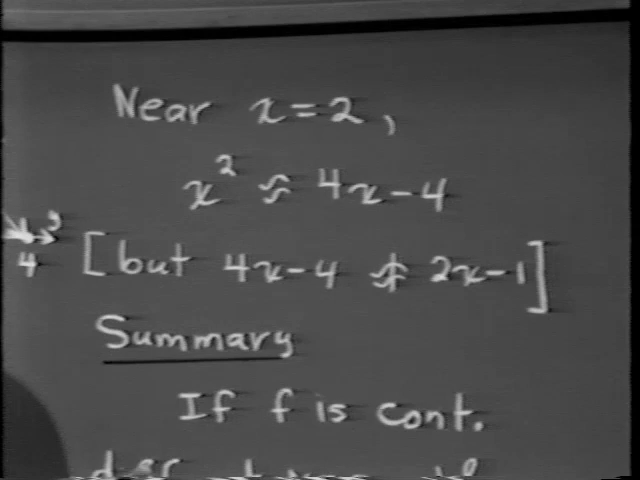 Near x = 2,
x² ≈ 4x - 4
4 [but 4x - 4 ≉ 2x - 1]
Summary
If f is cont.